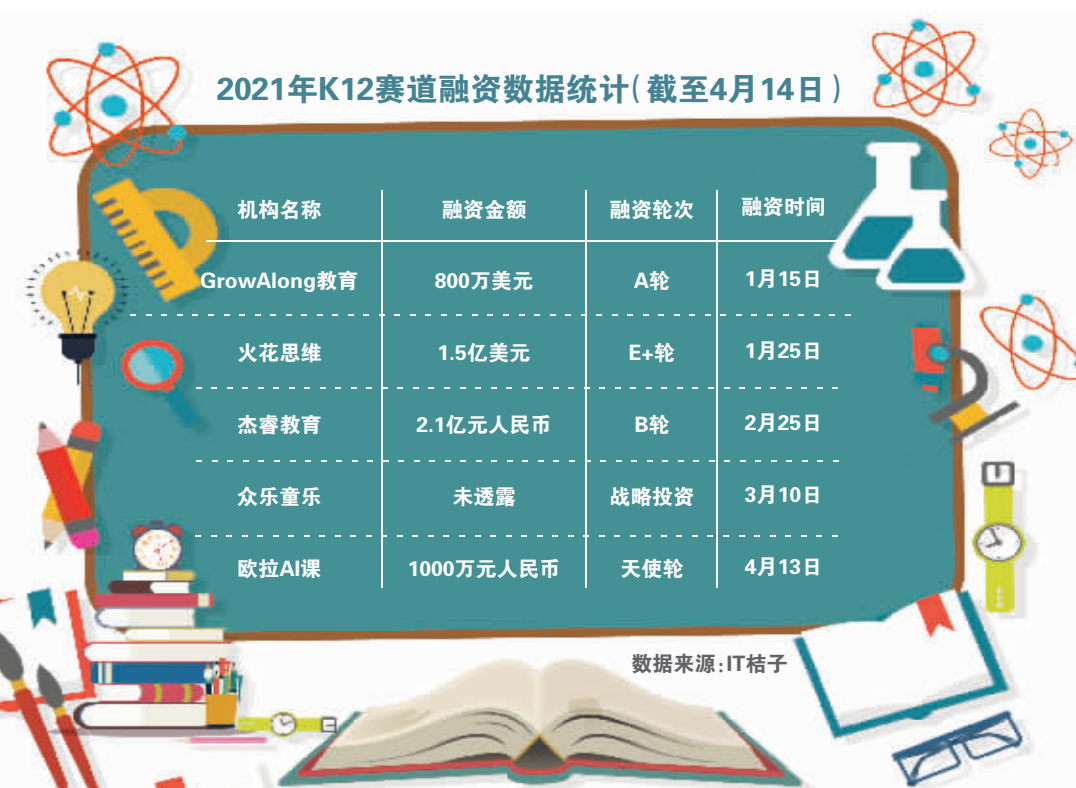 2021年K12赛道融资数据统计(截至4月14日)
机构名称 融资金额 融资轮次 融资时间
GrowAlong教育 800万美元 A轮 1月15日
火花思维 1.5亿美元 E+轮 1月25日
杰睿教育 2.1亿元人民币 B轮 2月25日
众乐童乐 未透露 战略投资 3月10日
欧拉AI课 1000万元人民币 天使轮 4月13日
数据来源:IT桔子